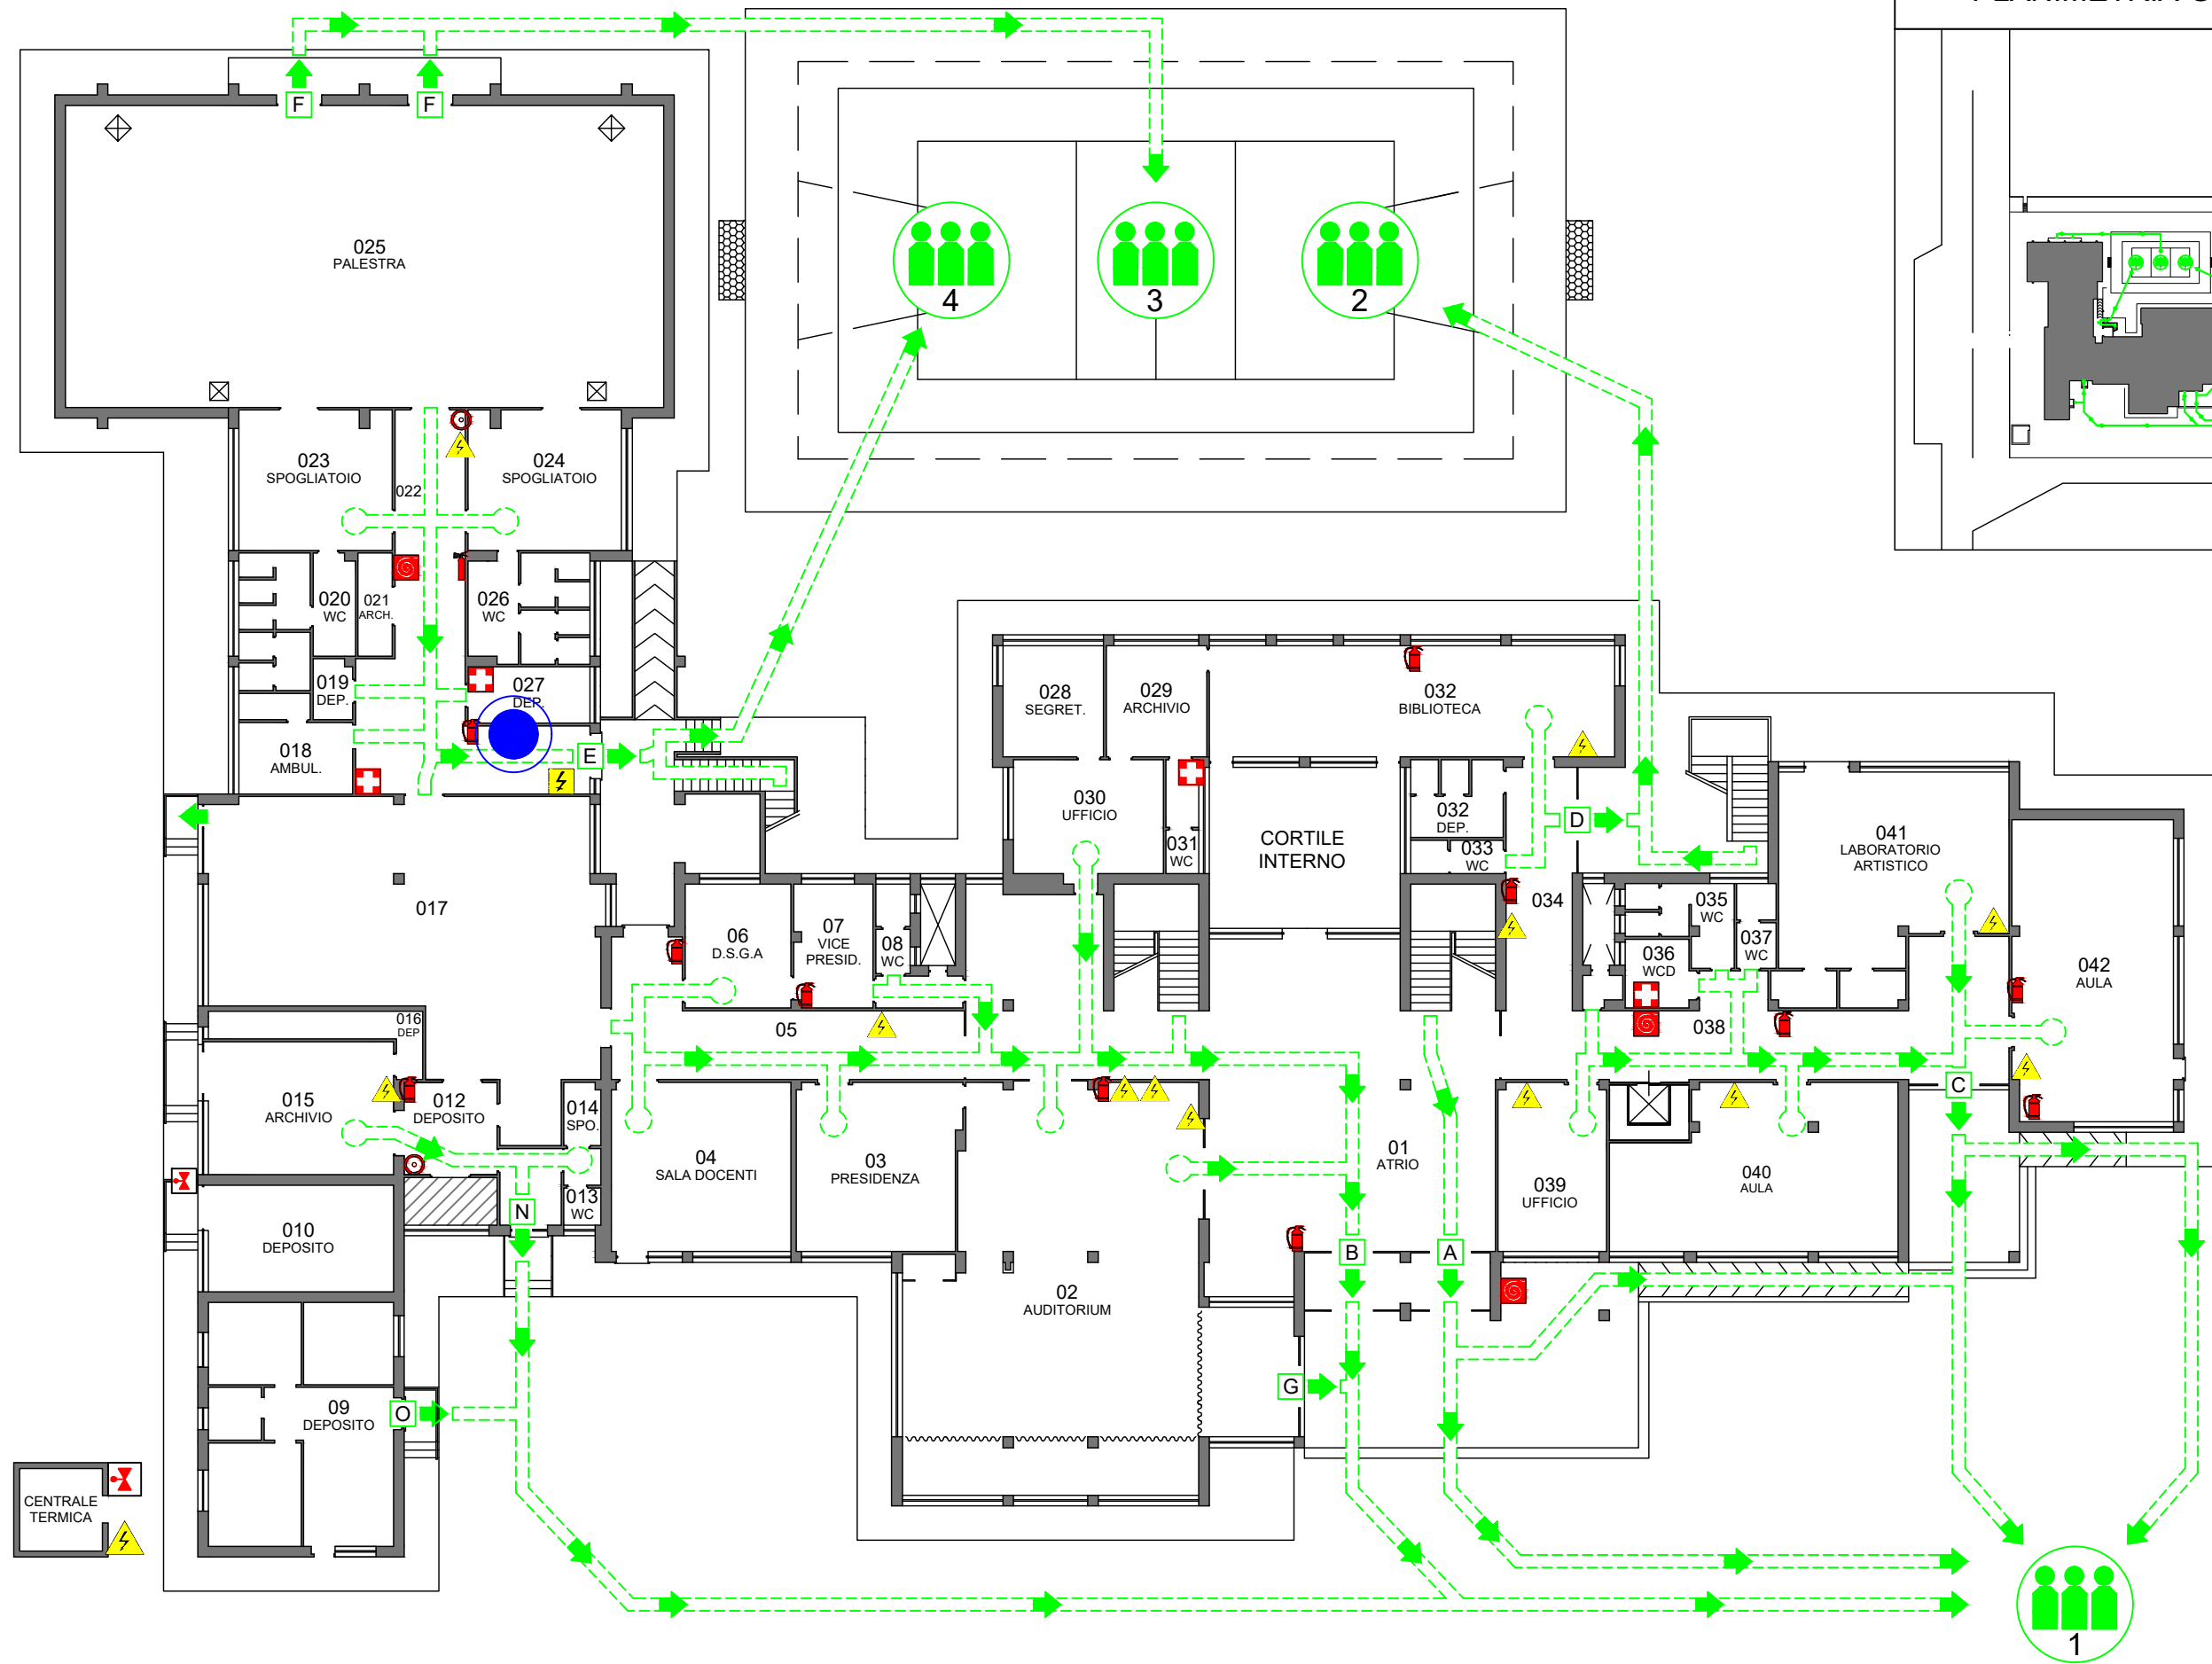 F
F
025
PALESTRA
4
3
2
023
SPOGLIATOIO
022
024
SPOGLIATOIO
020
WC
021
ARCH.
026
WC
019
DEP.
027
DEP.
018
AMBUL.
E
028
SEGRET.
029
ARCHIVIO
032
BIBLIOTECA
030
UFFICIO
031
WC
CORTILE
INTERNO
032
DEP.
033
WC
D
034
041
LABORATORIO
ARTISTICO
035
WC
036
WCD
037
WC
042
AULA
017
06
D.S.G.A
07
VICE
PRESID.
08
WC
016
DEP
05
038
015
ARCHIVIO
012
DEPOSITO
014
SPO.
C
04
SALA DOCENTI
03
PRESIDENZA
01
ATRIO
039
UFFICIO
040
AULA
013
WC
N
010
DEPOSITO
B
A
02
AUDITORIUM
G
09
DEPOSITO
O
CENTRALE
TERMICA
1